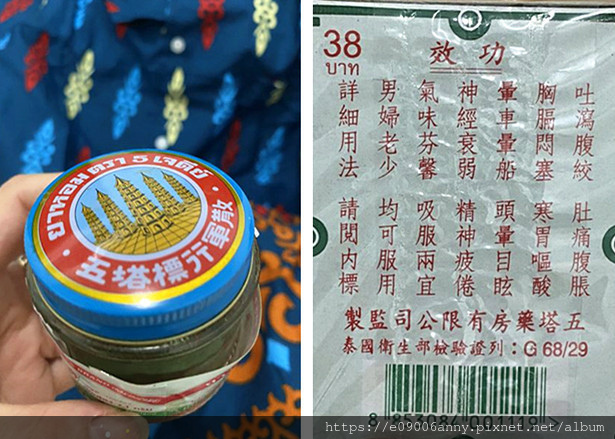 ยาหอม ตรา 5 เจดีย์
五塔標行軍散
38
บาท
功效
吐瀉腹絞 肚痛腹脹
胸膈悶塞 寒胃嘔酸
暈車暈船 頭暈目眩
神經衰弱 精神疲倦
氣味芬馨 吸服兩宜
男婦老少 均可服用
詳細用法 請閱内標
五塔藥房有限公司監製
泰國衛生部檢驗證列：G 68/29
8 853084 001119 >
https://e09006anny.pixnet.net/album